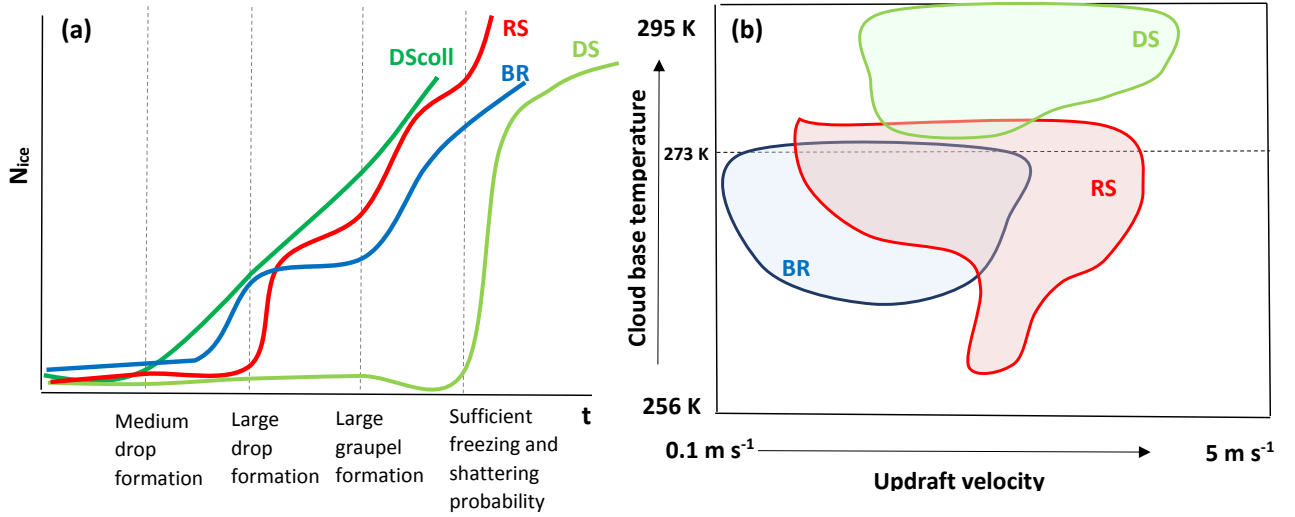 (a)
RS
DScoll
DS
BR
N_ice
Medium
drop
formation
Large
drop
formation
Large
graupel
formation
Sufficient
freezing and
shattering
probability
t
(b)
295 K
DS
273 K
RS
BR
Cloud base temperature
256 K
0.1 m s⁻¹
5 m s⁻¹
Updraft velocity